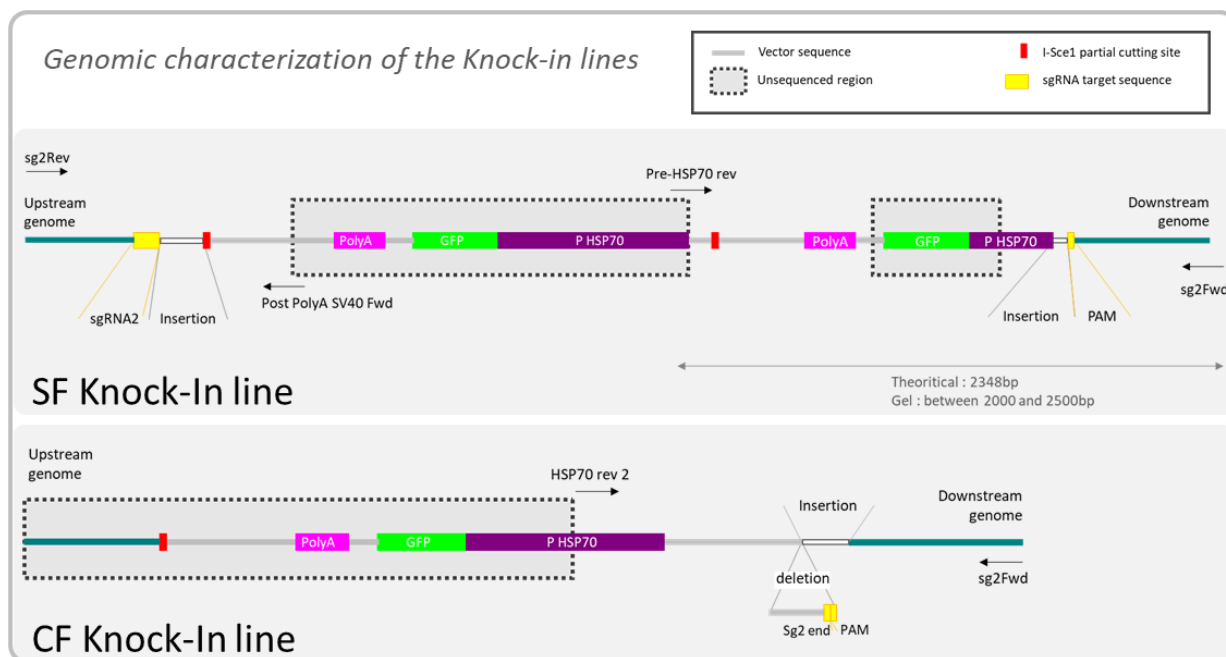 Genomic characterization of the Knock-in lines
Vector sequence
I-Sce1 partial cutting site
Unsequenced region
sgRNA target sequence
sg2Rev
Upstream
genome
Pre-HSP70 rev
Downstream
genome
PolyA
GFP
P HSP70
PolyA
GFP
P HSP70
Post PolyA SV40 Fwd
sg2Fwd
sgRNA2
Insertion
Insertion
PAM
SF Knock-In line
Theoritical : 2348bp
Gel : between 2000 and 2500bp
Upstream
genome
HSP70 rev 2
Insertion
Downstream
genome
PolyA
GFP
P HSP70
deletion
sg2Fwd
Sg2 end
PAM
CF Knock-In line